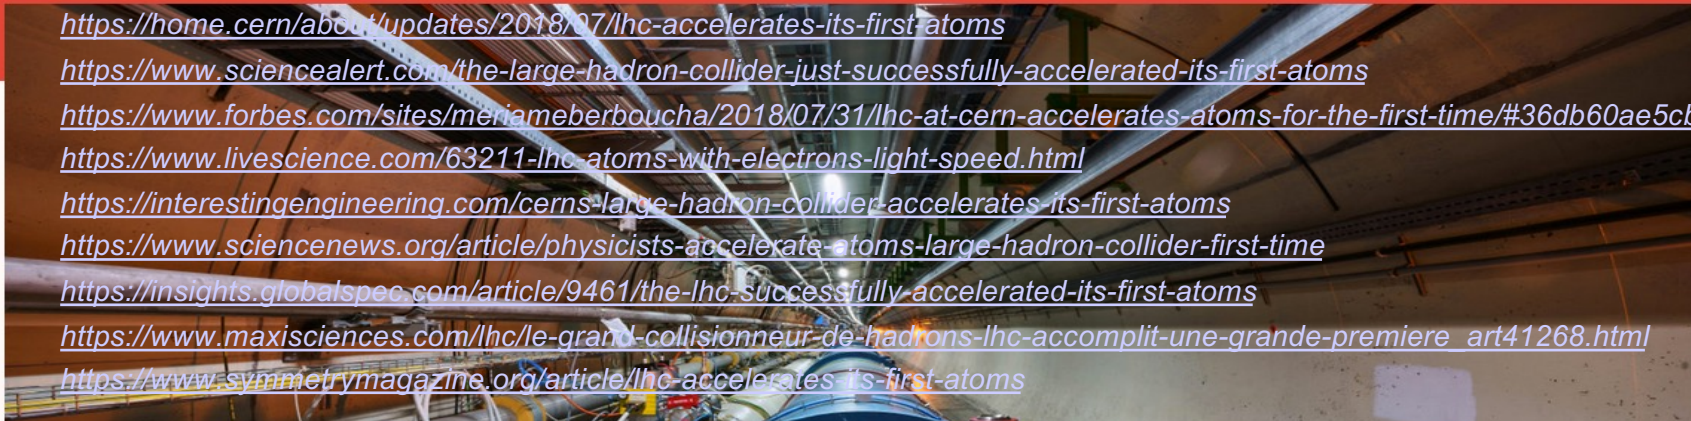 https://home.cern/about/updates/2018/07/lhc-accelerates-its-first-atoms
https://www.sciencealert.com/the-large-hadron-collider-just-successfully-accelerated-its-first-atoms
https://www.forbes.com/sites/meriameberboucha/2018/07/31/lhc-at-cern-accelerates-atoms-for-the-first-time/#36db60ae5cb
https://www.livescience.com/63211-lhc-atoms-with-electrons-light-speed.html
https://interestingengineering.com/cerns-large-hadron-collider-accelerates-its-first-atoms
https://www.sciencenews.org/article/physicists-accelerate-atoms-large-hadron-collider-first-time
https://insights.globalspec.com/article/9461/the-lhc-successfully-accelerated-its-first-atoms
https://www.maxisciences.com/lhc/le-grand-collisionneur-de-hadrons-lhc-accomplit-une-grande-premiere_art41268.html
https://www.symmetrymagazine.org/article/lhc-accelerates-its-first-atoms